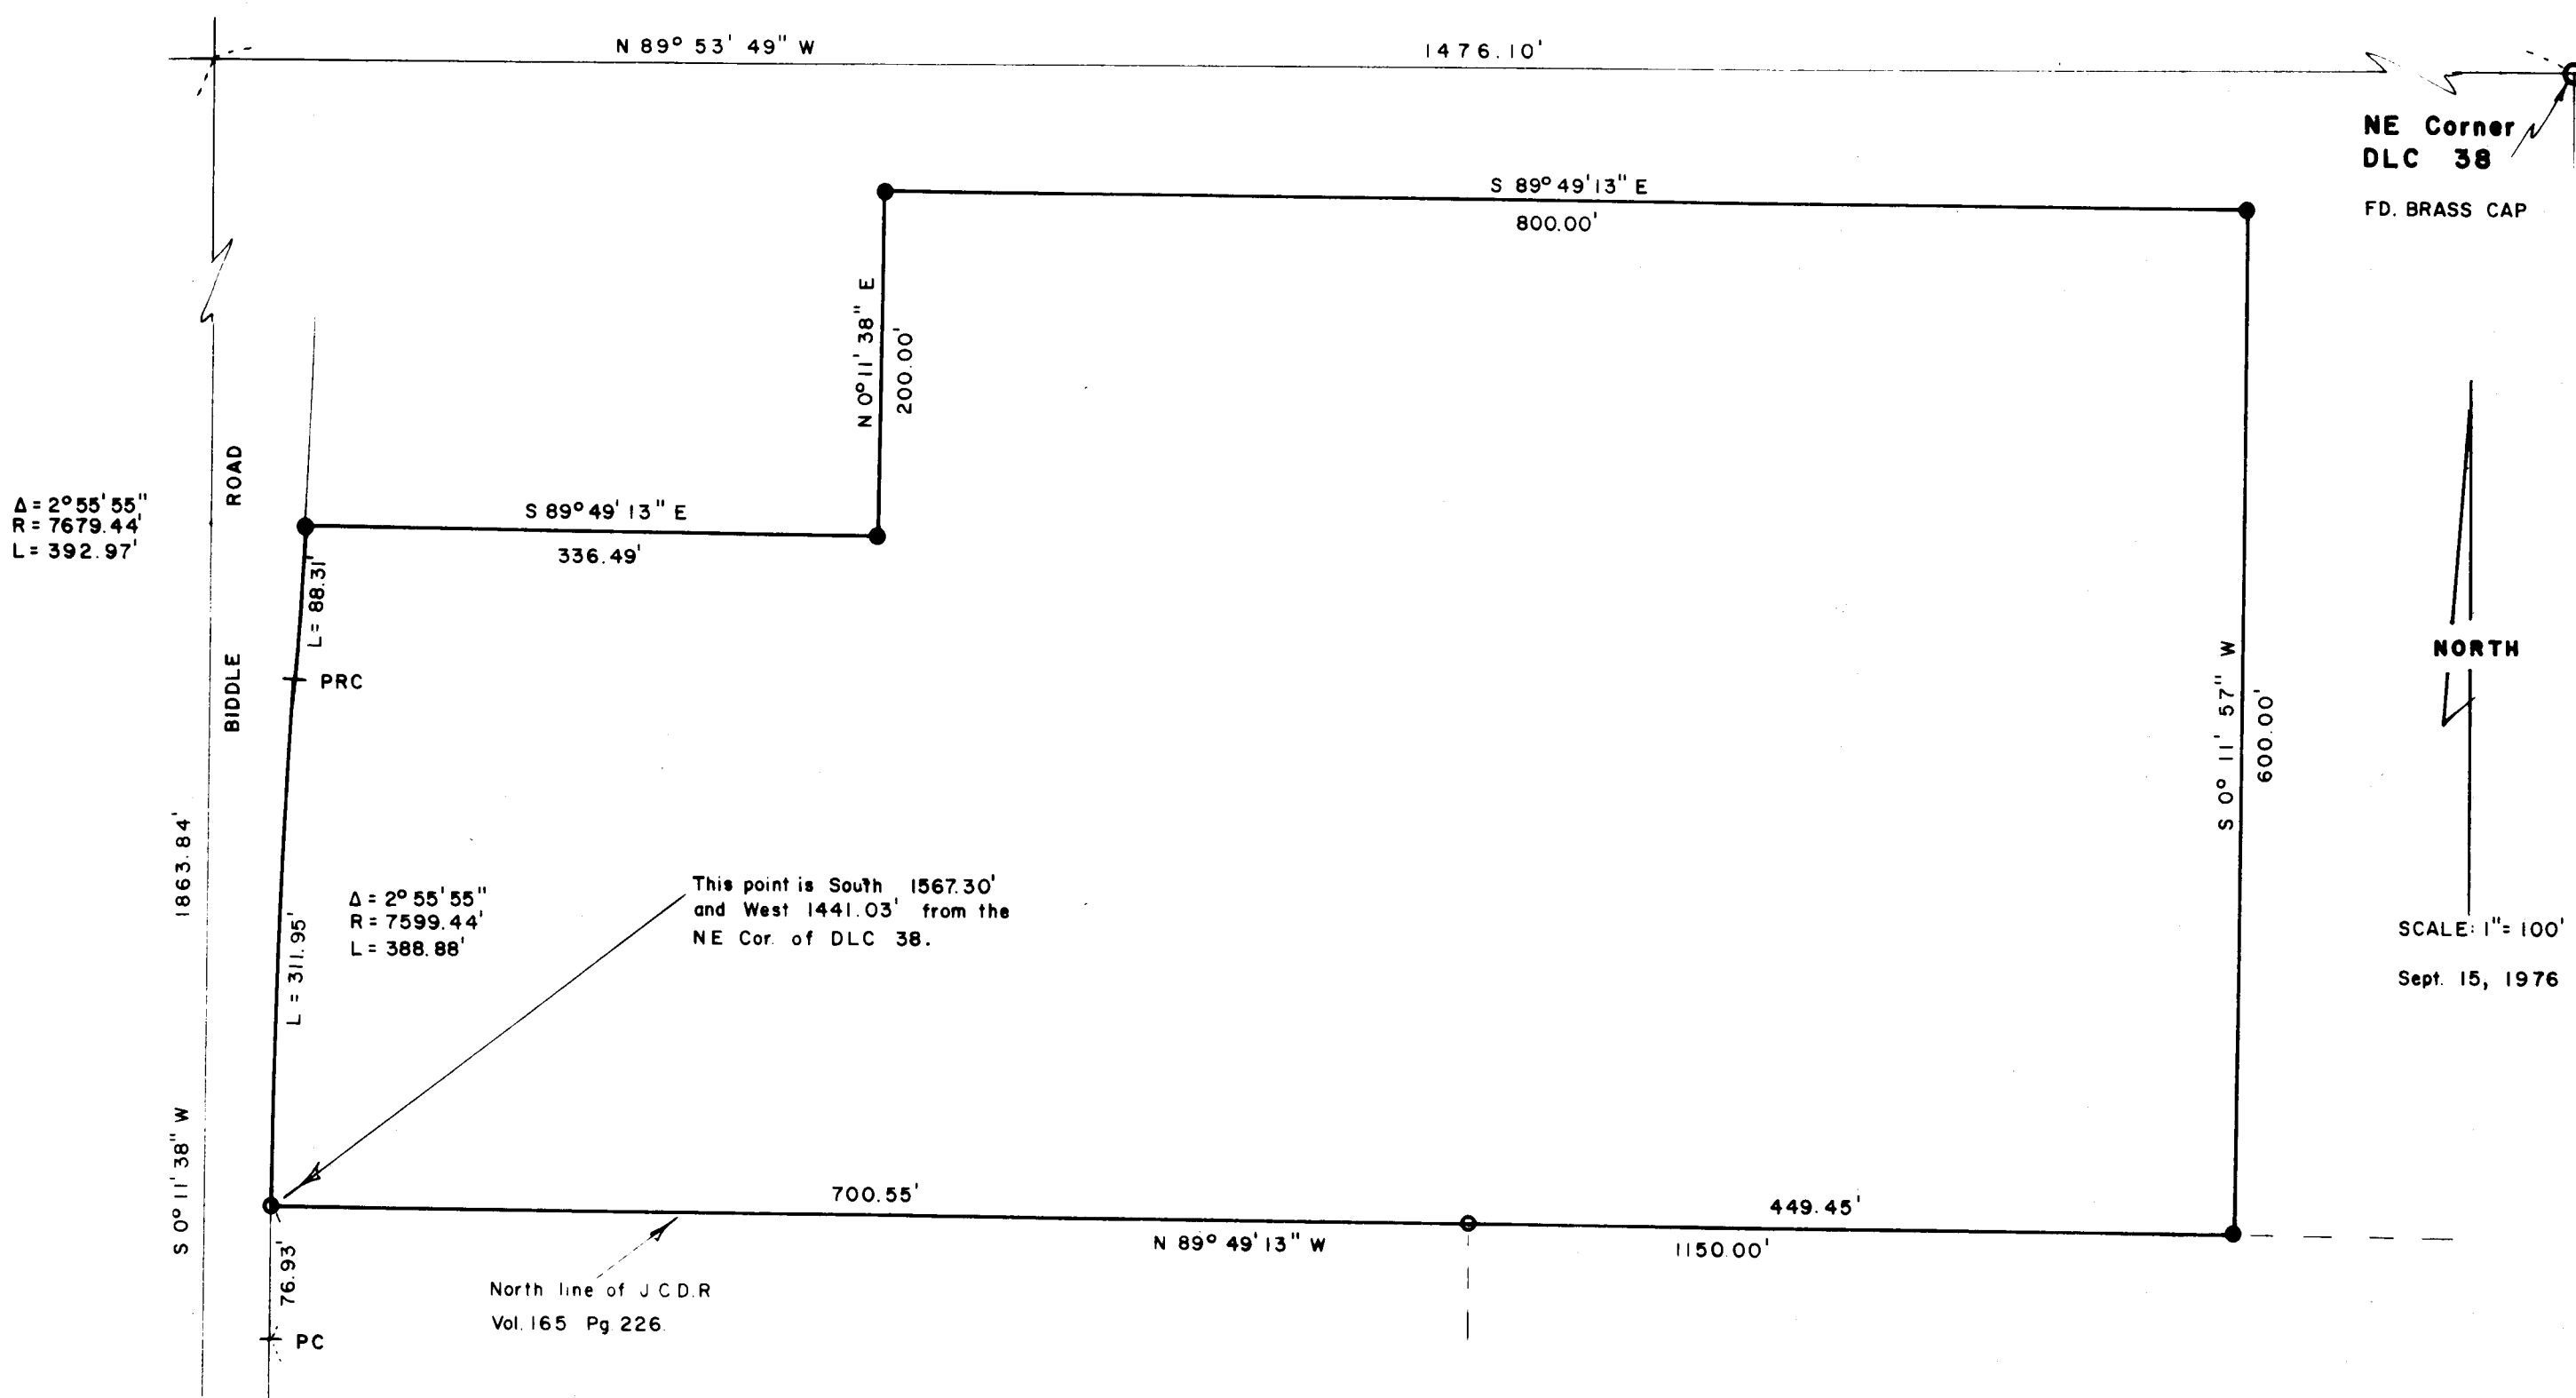 N 89° 53' 49" W
1476.10'
NE Corner
DLC 38
FD. BRASS CAP
S 89° 49' 13" E
800.00'
N 0° 11' 38" E
200.00'
BIDDLE ROAD
Δ = 2° 55' 55"
R = 7679.44'
L = 392.97'
S 89° 49' 13" E
336.49'
L = 88.31'
PRC
S 0° 11' 57" W
600.00'
NORTH
1863.84'
S 0° 11' 38" W
L = 311.95'
Δ = 2° 55' 55"
R = 7599.44'
L = 388.88'
This point is South 1567.30'
and West 1441.03' from the
NE Cor. of DLC 38.
SCALE: 1" = 100'
Sept. 15, 1976
700.55'
449.45'
N 89° 49' 13" W
1150.00'
76.93'
PC
North line of J C D.R
Vol. 165 Pg 226.